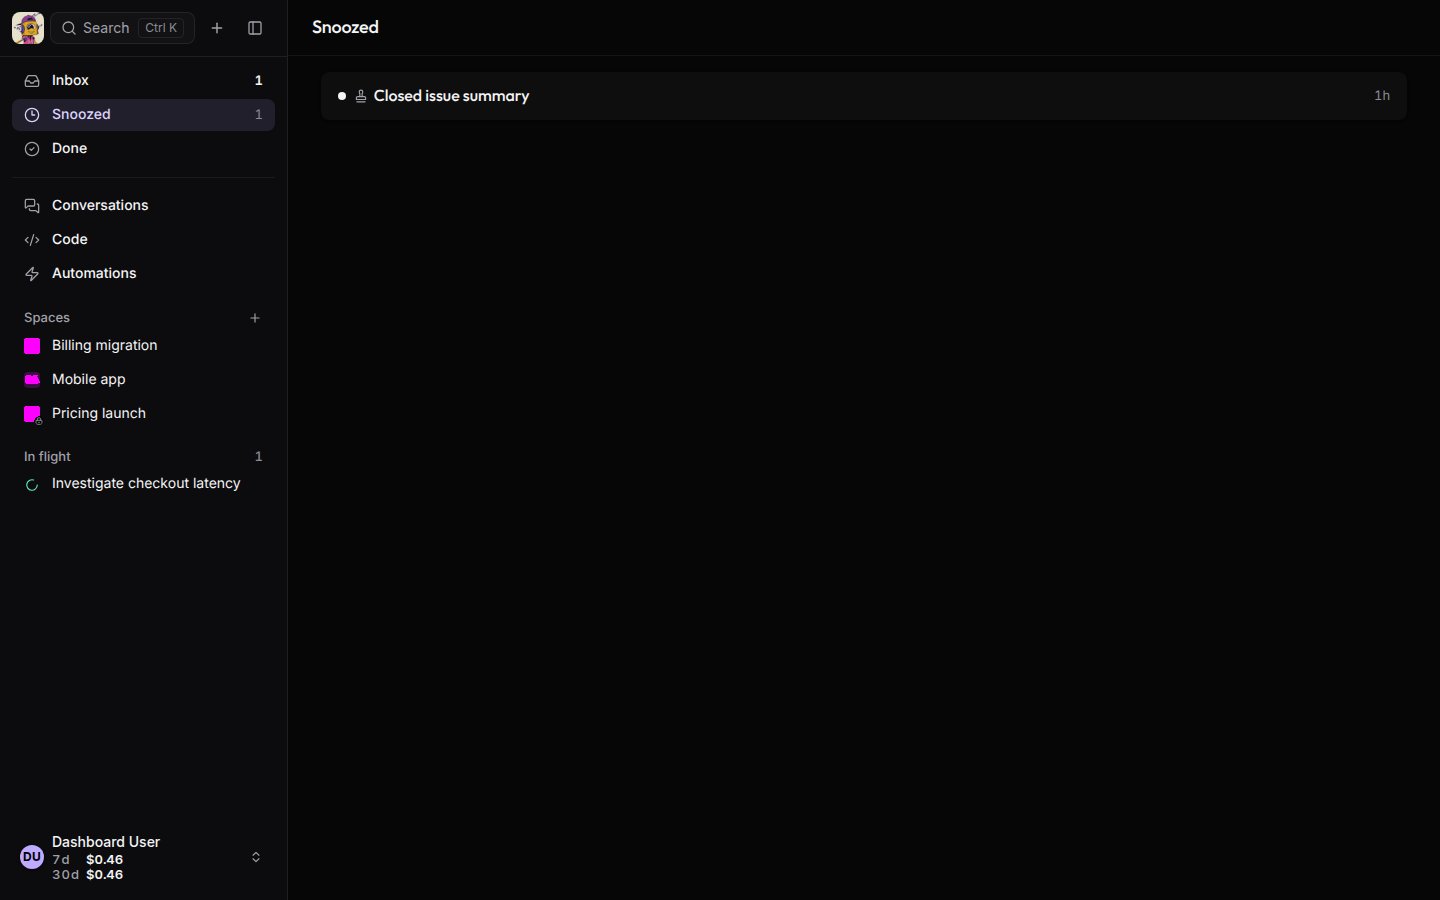 Search Ctrl K
Inbox 1
Snoozed 1
Done
Conversations
Code
Automations
Spaces
Billing migration
Mobile app
Pricing launch
In flight 1
Investigate checkout latency
DU Dashboard User
7d $0.46
30d $0.46
Snoozed
Closed issue summary 1h